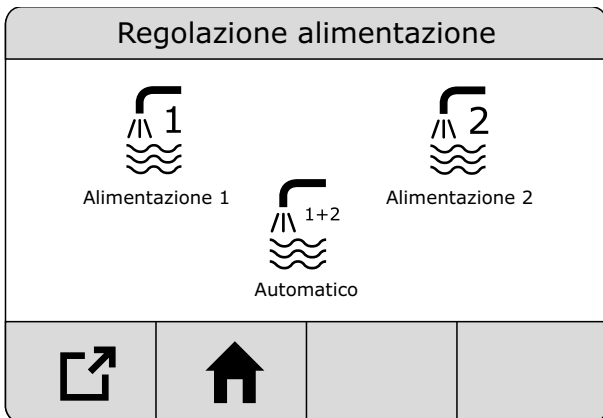 Regolazione alimentazione
1
2
Alimentazione 1
Alimentazione 2
1+2
Automatico